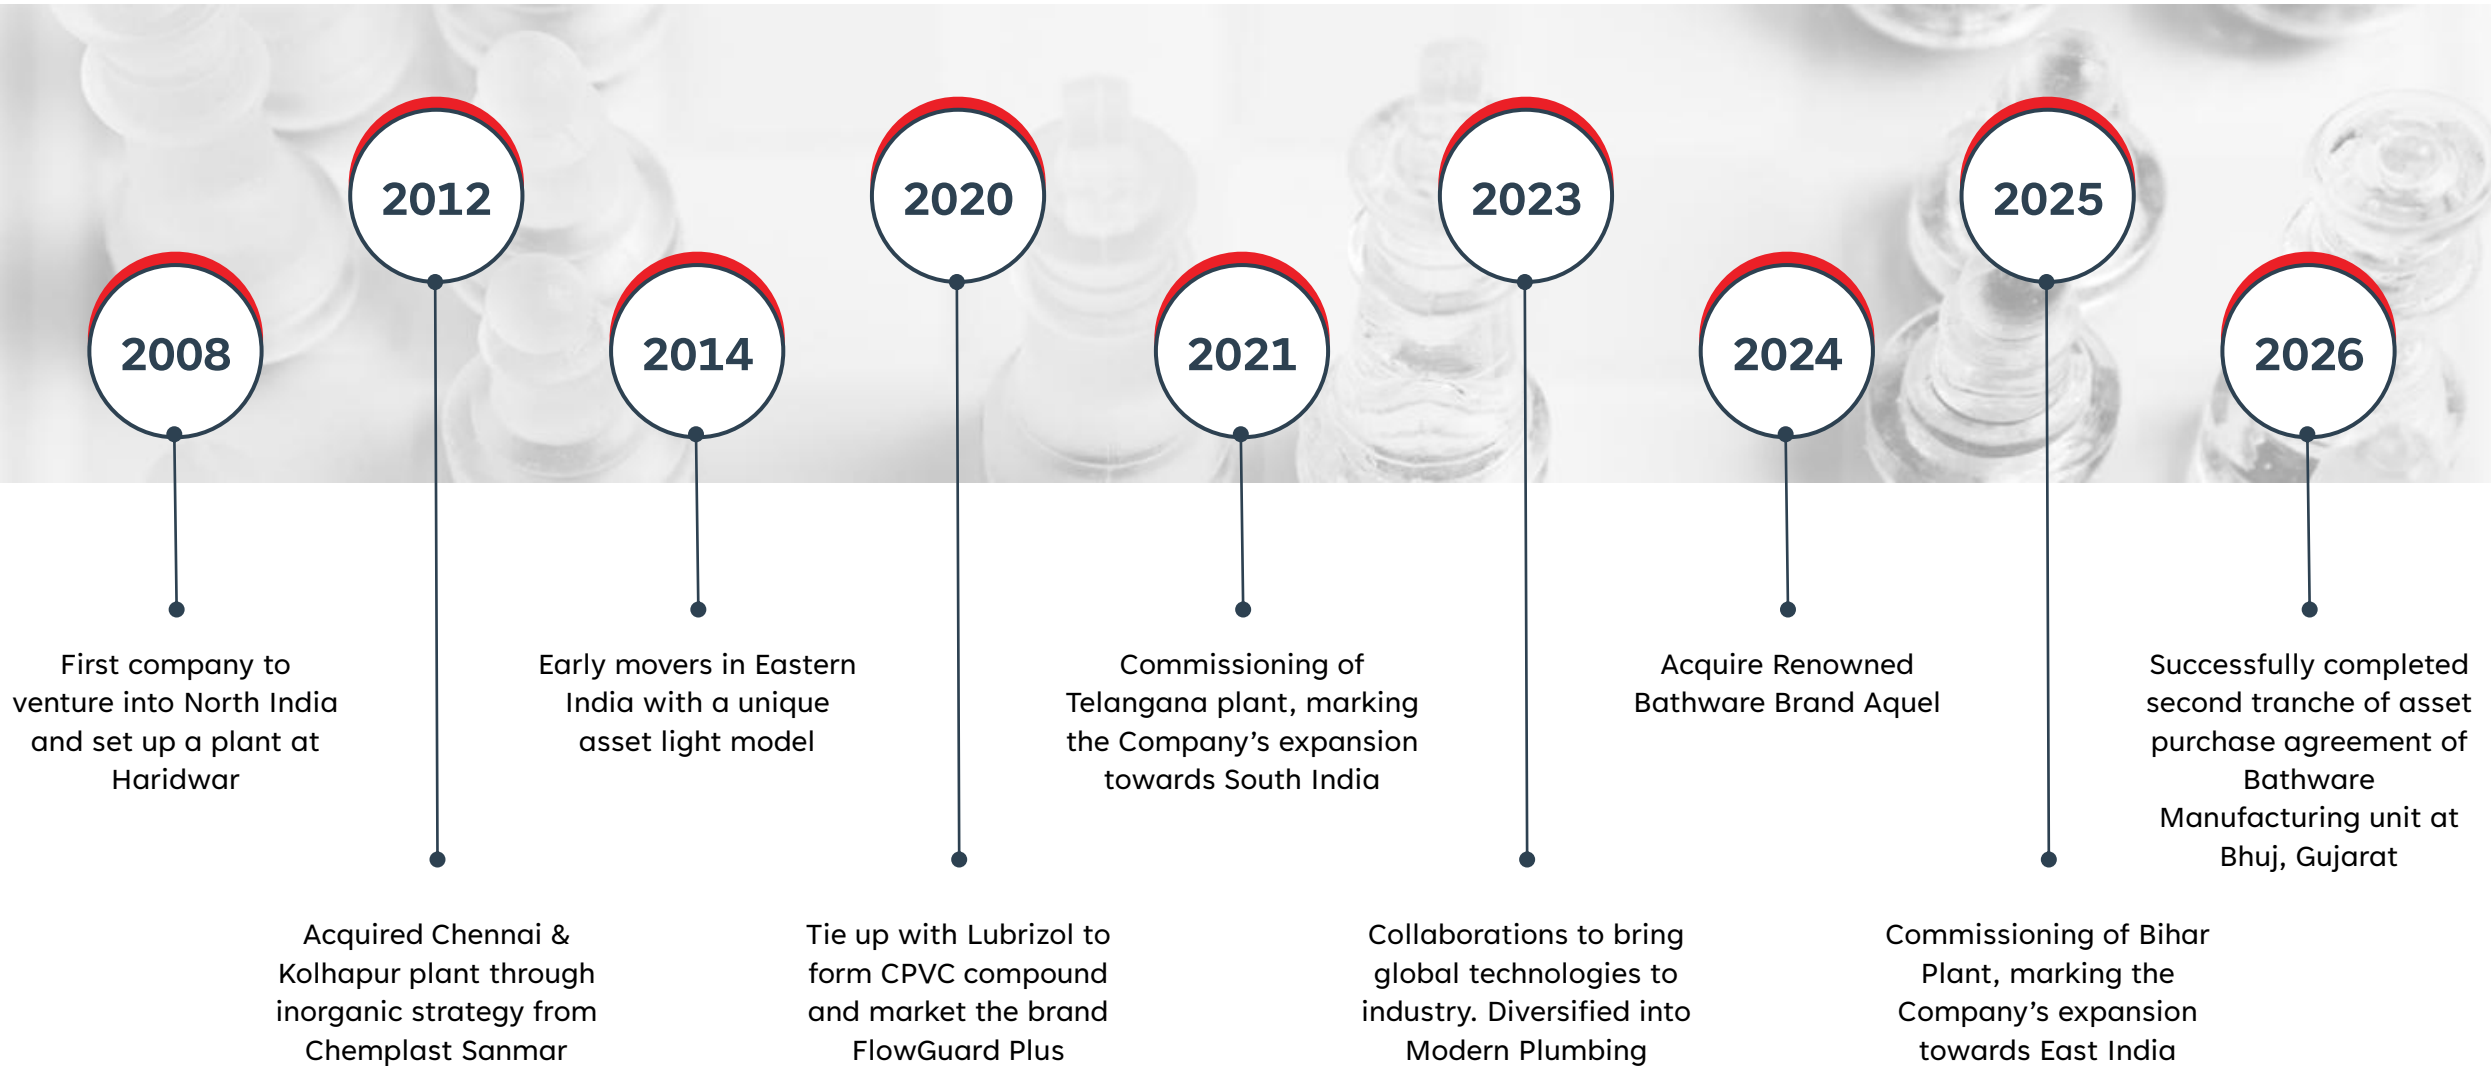 2008
First company to
venture into North India
and set up a plant at
Haridwar
2012
Acquired Chennai &
Kolhapur plant through
inorganic strategy from
Chemplast Sanmar
2014
Early movers in Eastern
India with a unique
asset light model
2020
Tie up with Lubrizol to
form CPVC compound
and market the brand
FlowGuard Plus
2021
Commissioning of
Telangana plant, marking
the Company’s expansion
towards South India
2023
Collaborations to bring
global technologies to
industry. Diversified into
Modern Plumbing
2024
Acquire Renowned
Bathware Brand Aquel
2025
Commissioning of Bihar
Plant, marking the
Company’s expansion
towards East India
2026
Successfully completed
second tranche of asset
purchase agreement of
Bathware
Manufacturing unit at
Bhuj, Gujarat